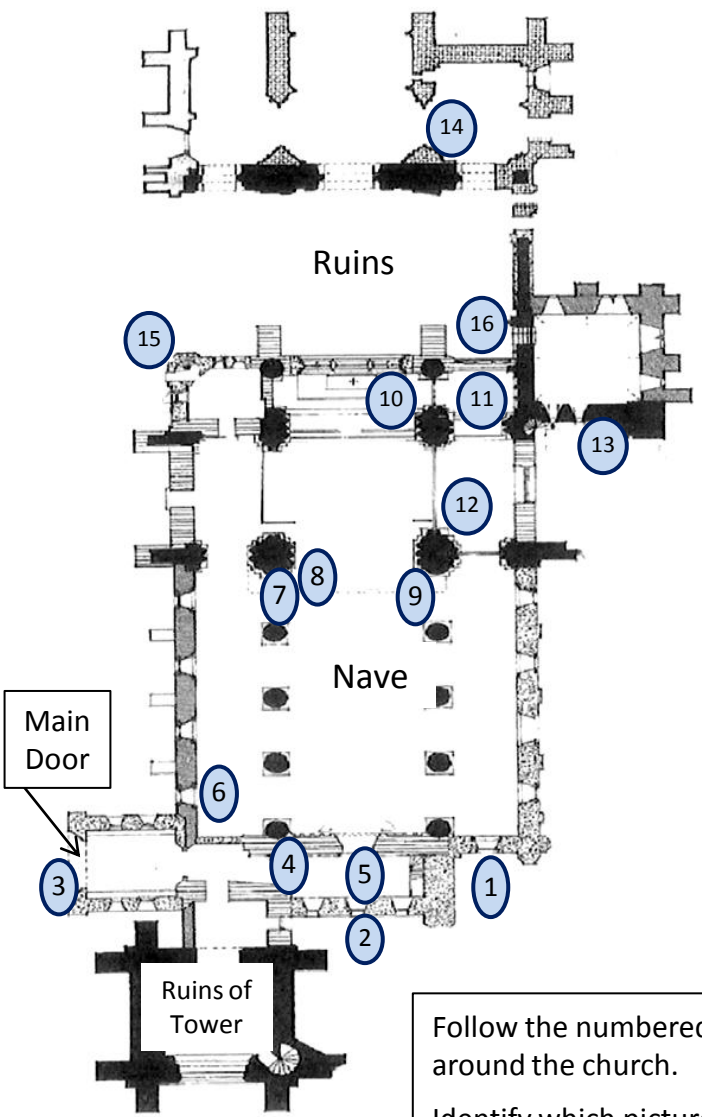 14
Ruins
15
16
10
11
13
12
8
7
9
Nave
Main
Door
6
4
5
3
1
2
Ruins of
Tower
Follow the numbered
around the church.
Identify which